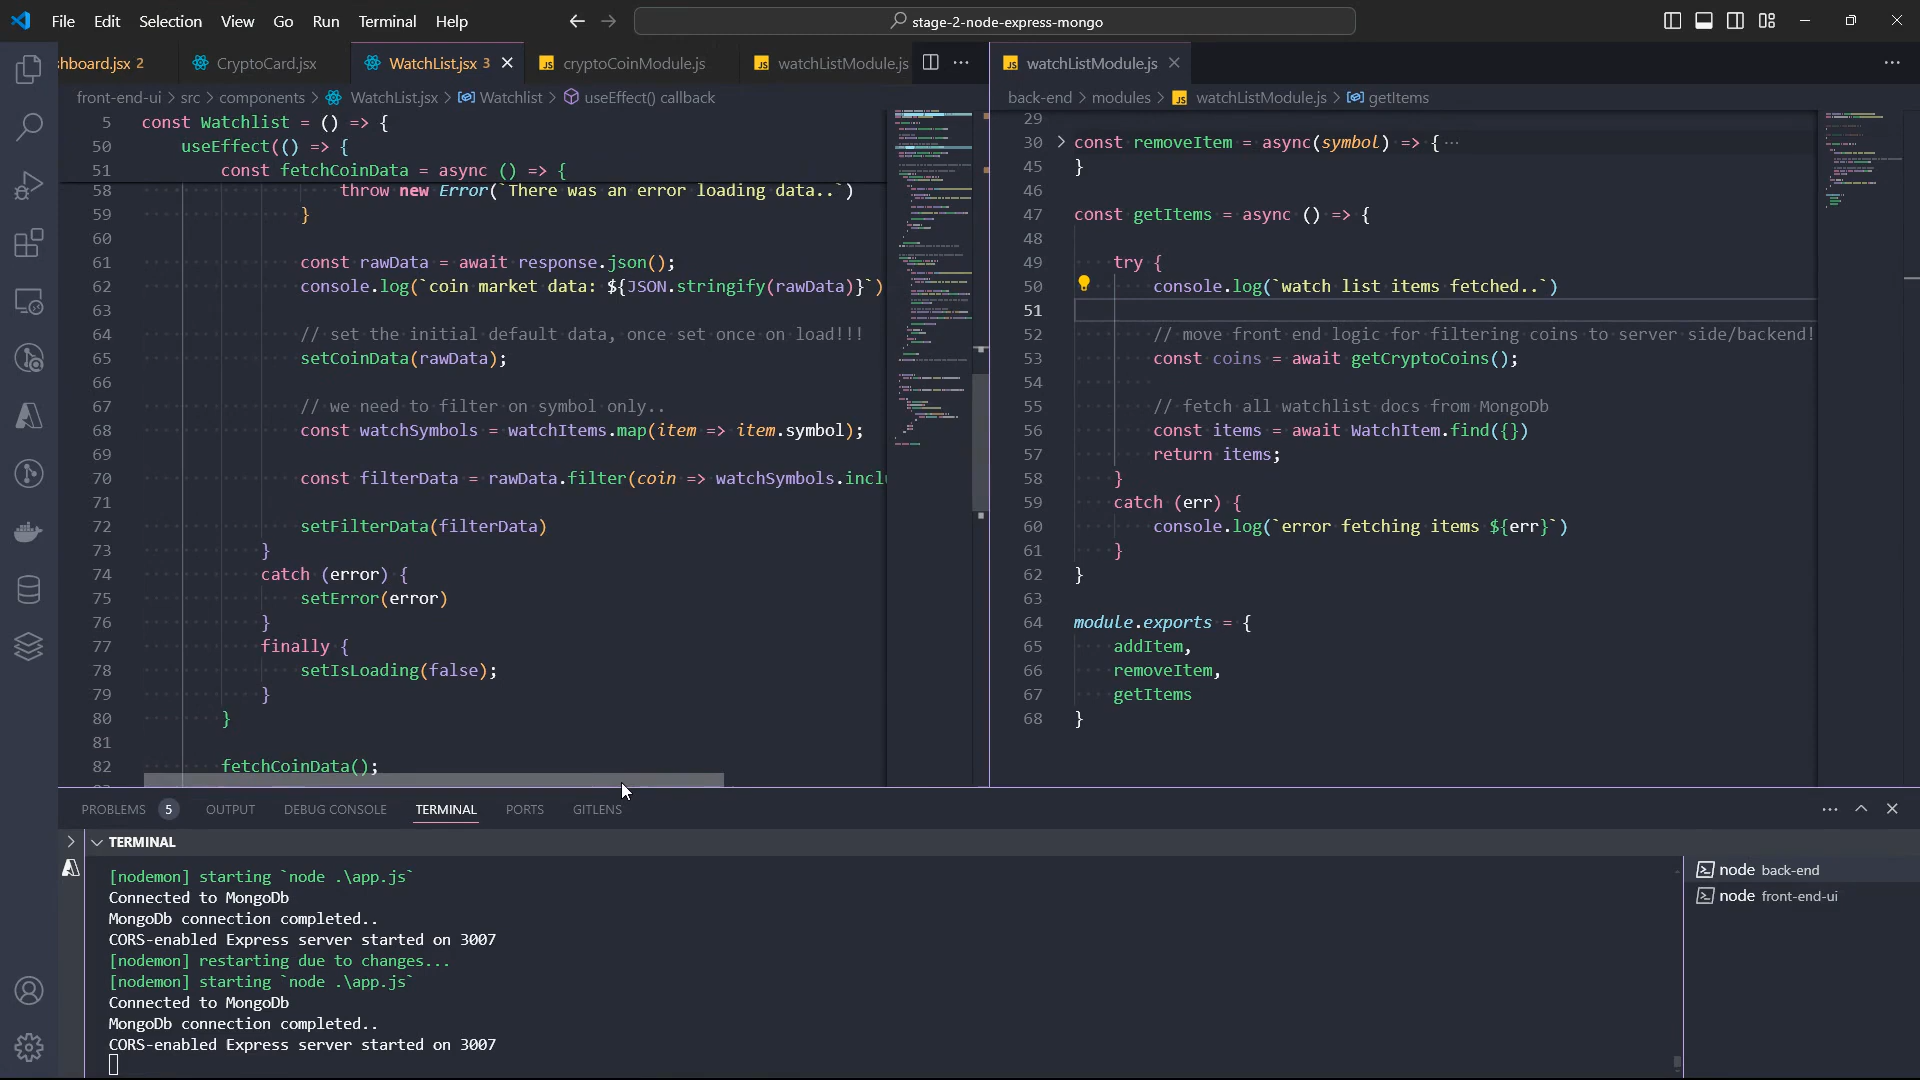 File Edit Selection View Go Run Terminal Help
stage-2-node-express-mongo
hboard.jsx 2 CryptoCard.jsx WatchList.jsx 3 cryptoCoinModule.js watchListModule.js
front-end-ui > src > components > WatchList.jsx > Watchlist > useEffect() callback
5 const Watchlist = () => {
50 useEffect(() => {
51 const fetchCoinData = async () => {
58 throw new Error(`There was an error loading data..`)
59 }
60
61 const rawData = await response.json();
62 console.log(`coin market data: ${JSON.stringify(rawData)}`)
63
64 // set the initial default data, once set once on load!!!
65 setCoinData(rawData);
66
67 // we need to filter on symbol only..
68 const watchSymbols = watchItems.map(item => item.symbol);
69
70 const filterData = rawData.filter(coin => watchSymbols.inclu
71
72 setFilterData(filterData)
73 }
74 catch (error) {
75 setError(error)
76 }
77 finally {
78 setIsLoading(false);
79 }
80 }
81
82 fetchCoinData();
watchListModule.js
back-end > modules > watchListModule.js > getItems
29
30 const removeItem = async(symbol) => { ...
45 }
46
47 const getItems = async () => {
48
49 try {
50 console.log(`watch list items fetched..`)
51
52 // move front end logic for filtering coins to server side/backend!
53 const coins = await getCryptoCoins();
54
55 // fetch all watchlist docs from MongoDb
56 const items = await WatchItem.find({})
57 return items;
58 }
59 catch (err) {
60 console.log(`error fetching items ${err}`)
61 }
62 }
63
64 module.exports = {
65 addItem,
66 removeItem,
67 getItems
68 }
PROBLEMS 5 OUTPUT DEBUG CONSOLE TERMINAL PORTS GITLENS
TERMINAL
[nodemon] starting `node .\app.js`
Connected to MongoDb
MongoDb connection completed..
CORS-enabled Express server started on 3007
[nodemon] restarting due to changes...
[nodemon] starting `node .\app.js`
Connected to MongoDb
MongoDb connection completed..
CORS-enabled Express server started on 3007
node back-end
node front-end-ui